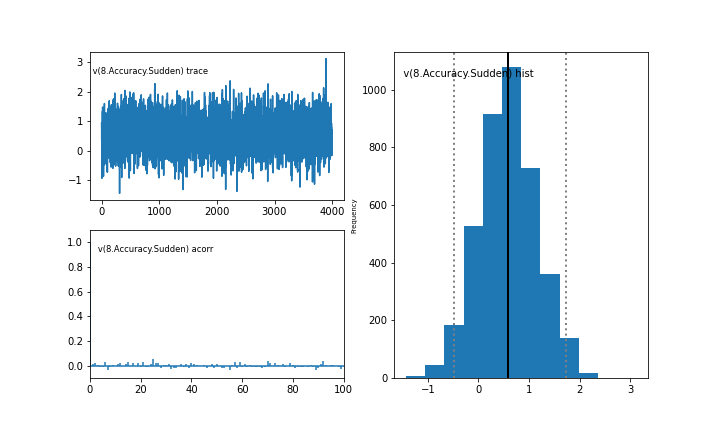 v(8.Accuracy.Sudden) trace
3
2
1
0
−1
0 1000 2000 3000 4000
v(8.Accuracy.Sudden) acorr
1.0
0.8
0.6
0.4
0.2
0.0
0 20 40 60 80 100
v(8.Accuracy.Sudden) hist
Frequency
1000
800
600
400
200
0
−1 0 1 2 3